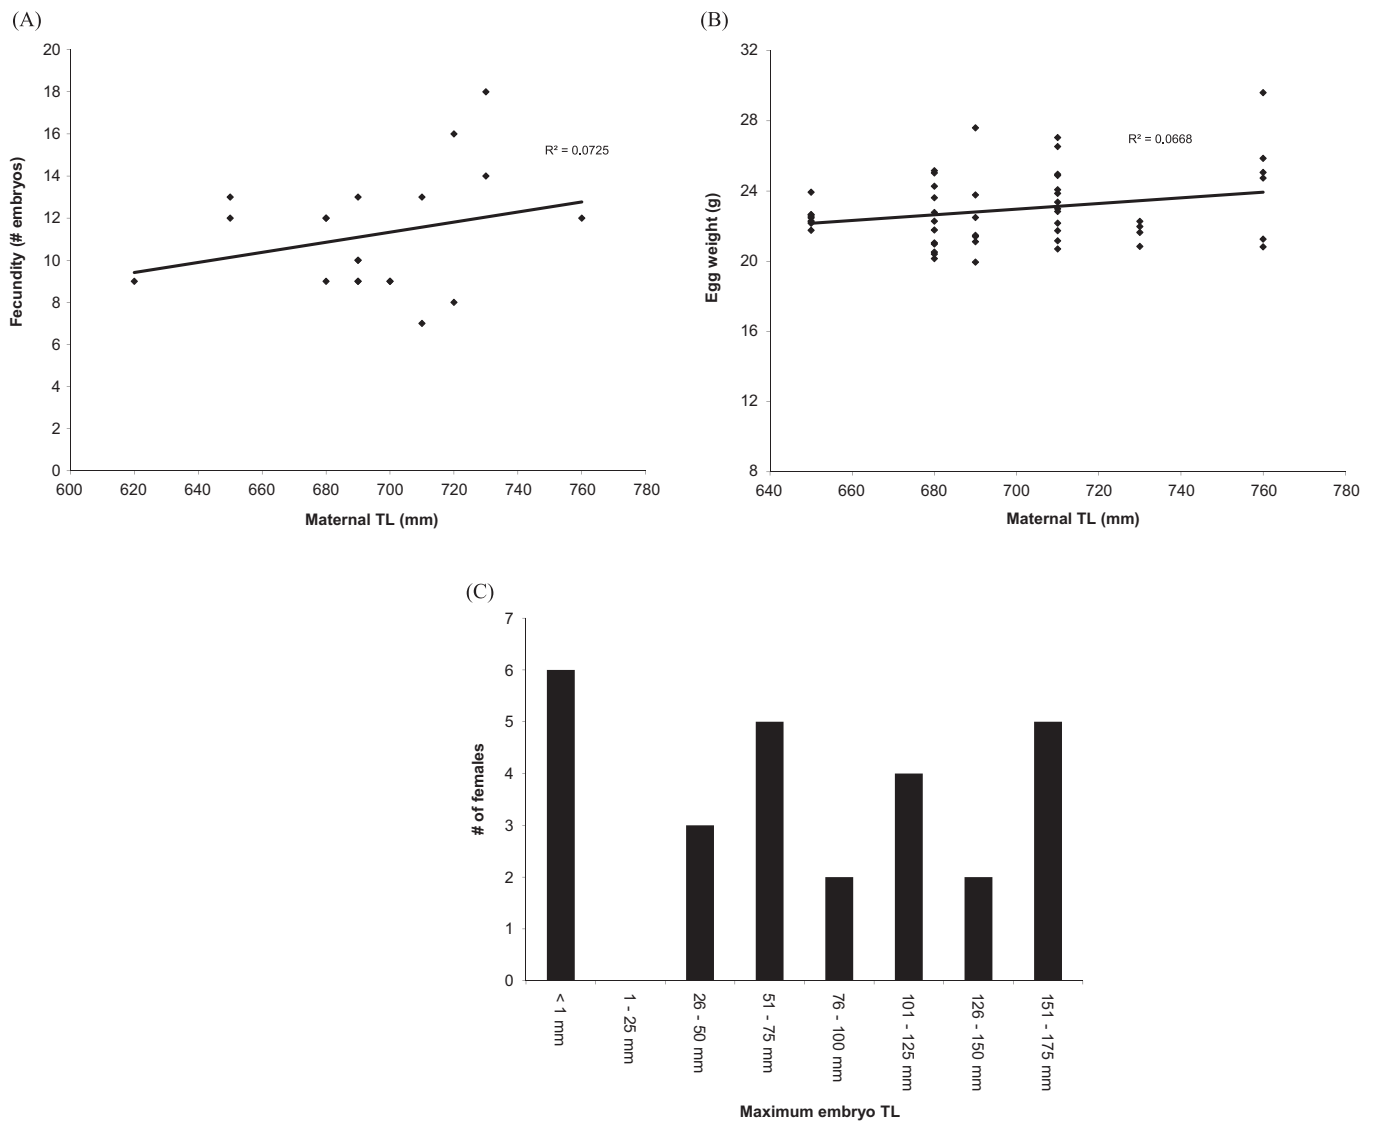 (A)
20
18
16
14
12
10
8
6
4
2
0
Fecundity (# embryos)
R² = 0.0725
600 620 640 660 680 700 720 740 760 780
Maternal TL (mm)
(B)
32
28
24
20
16
12
8
Egg weight (g)
R² = 0.0668
640 660 680 700 720 740 760 780
Maternal TL (mm)
(C)
7
6
5
4
3
2
1
0
# of females
< 1 mm
1 - 25 mm
26 - 50 mm
51 - 75 mm
76 - 100 mm
101 - 125 mm
126 - 150 mm
151 - 175 mm
Maximum embryo TL